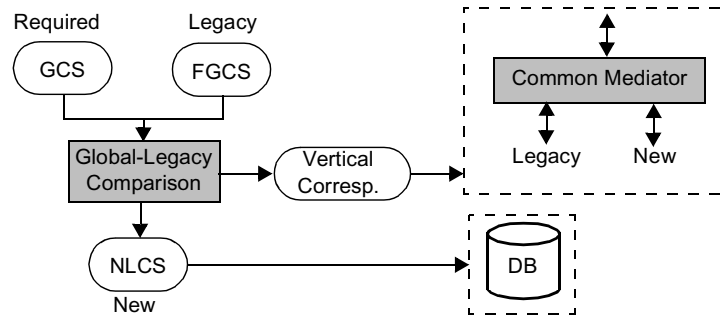 Required
Legacy
GCS
FGCS
Common Mediator
Legacy
New
Global-Legacy
Comparison
Vertical
Corresp.
NLCS
New
DB